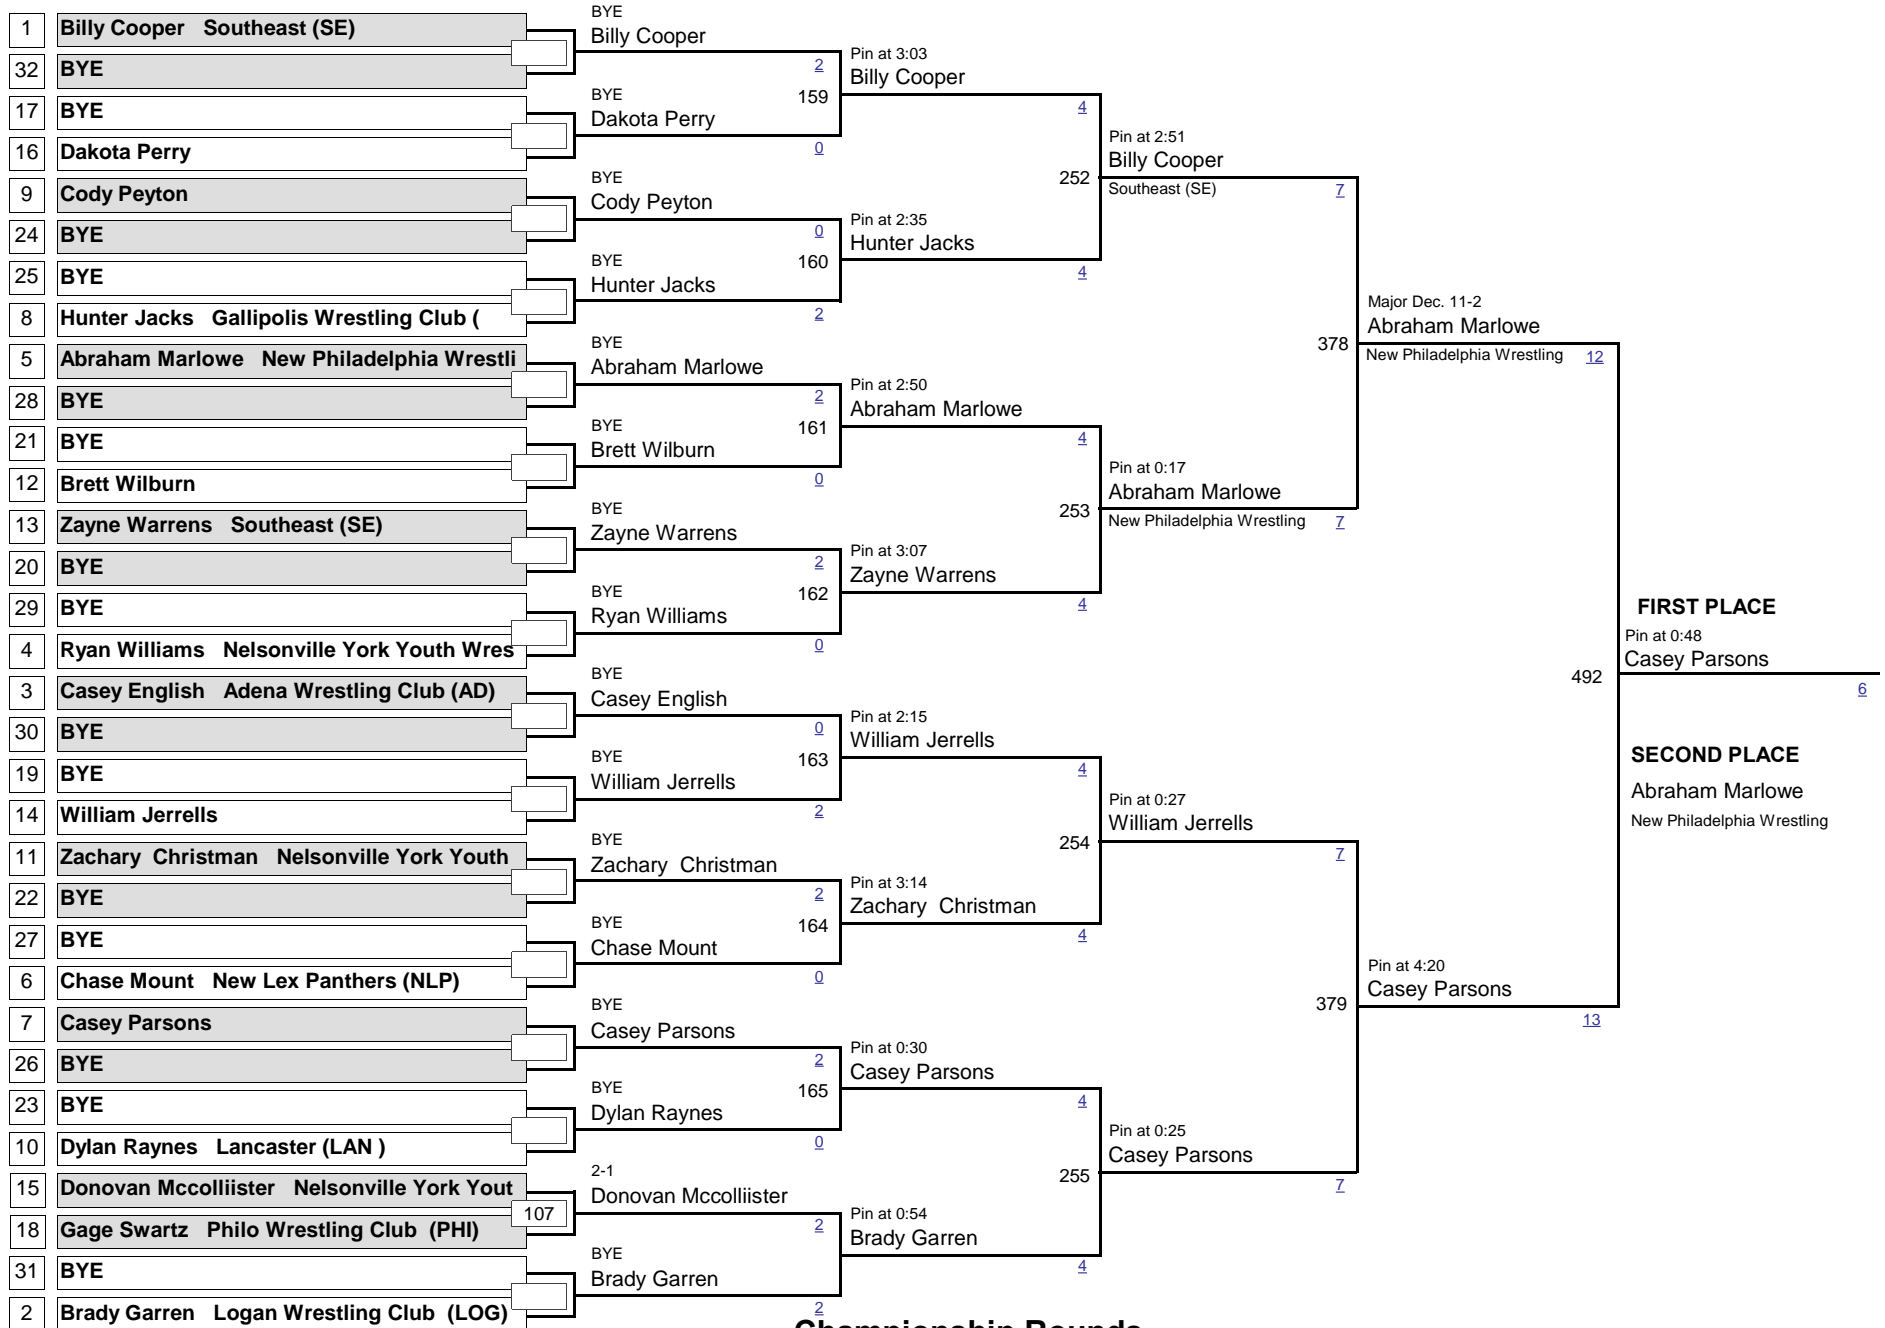 1 Billy Cooper Southeast (SE)
32 BYE
17 BYE
16 Dakota Perry
9 Cody Peyton
24 BYE
25 BYE
8 Hunter Jacks Gallipolis Wrestling Club (
5 Abraham Marlowe New Philadelphia Wrestli
28 BYE
21 BYE
12 Brett Wilburn
13 Zayne Warrens Southeast (SE)
20 BYE
29 BYE
4 Ryan Williams Nelsonville York Youth Wres
3 Casey English Adena Wrestling Club (AD)
30 BYE
19 BYE
14 William Jerrells
11 Zachary Christman Nelsonville York Youth
22 BYE
27 BYE
6 Chase Mount New Lex Panthers (NLP)
7 Casey Parsons
26 BYE
23 BYE
10 Dylan Raynes Lancaster (LAN )
15 Donovan Mccolliister Nelsonville York Yout
107
18 Gage Swartz Philo Wrestling Club (PHI)
31 BYE
2 Brady Garren Logan Wrestling Club (LOG)
BYE
Billy Cooper
2
159
BYE
Dakota Perry
0
BYE
Cody Peyton
0
160
BYE
Hunter Jacks
2
BYE
Abraham Marlowe
2
161
BYE
Brett Wilburn
0
BYE
Zayne Warrens
2
162
BYE
Ryan Williams
0
BYE
Casey English
0
163
BYE
William Jerrells
2
BYE
Zachary Christman
2
164
BYE
Chase Mount
0
BYE
Casey Parsons
2
165
BYE
Dylan Raynes
0
2-1
Donovan Mccolliister
2
BYE
Brady Garren
2
Pin at 3:03
Billy Cooper
4
252
Pin at 2:35
Hunter Jacks
4
Pin at 2:50
Abraham Marlowe
4
253
Pin at 3:07
Zayne Warrens
4
Pin at 2:15
William Jerrells
4
254
Pin at 3:14
Zachary Christman
4
Pin at 0:30
Casey Parsons
4
255
Pin at 0:54
Brady Garren
4
Pin at 2:51
Billy Cooper
Southeast (SE) 7
378
Pin at 0:17
Abraham Marlowe
New Philadelphia Wrestling 7
Pin at 0:27
William Jerrells
7
379
Pin at 0:25
Casey Parsons
7
Major Dec. 11-2
Abraham Marlowe
New Philadelphia Wrestling 12
492
Pin at 4:20
Casey Parsons
13
FIRST PLACE
Pin at 0:48
Casey Parsons
6
SECOND PLACE
Abraham Marlowe
New Philadelphia Wrestling
Championship Rounds